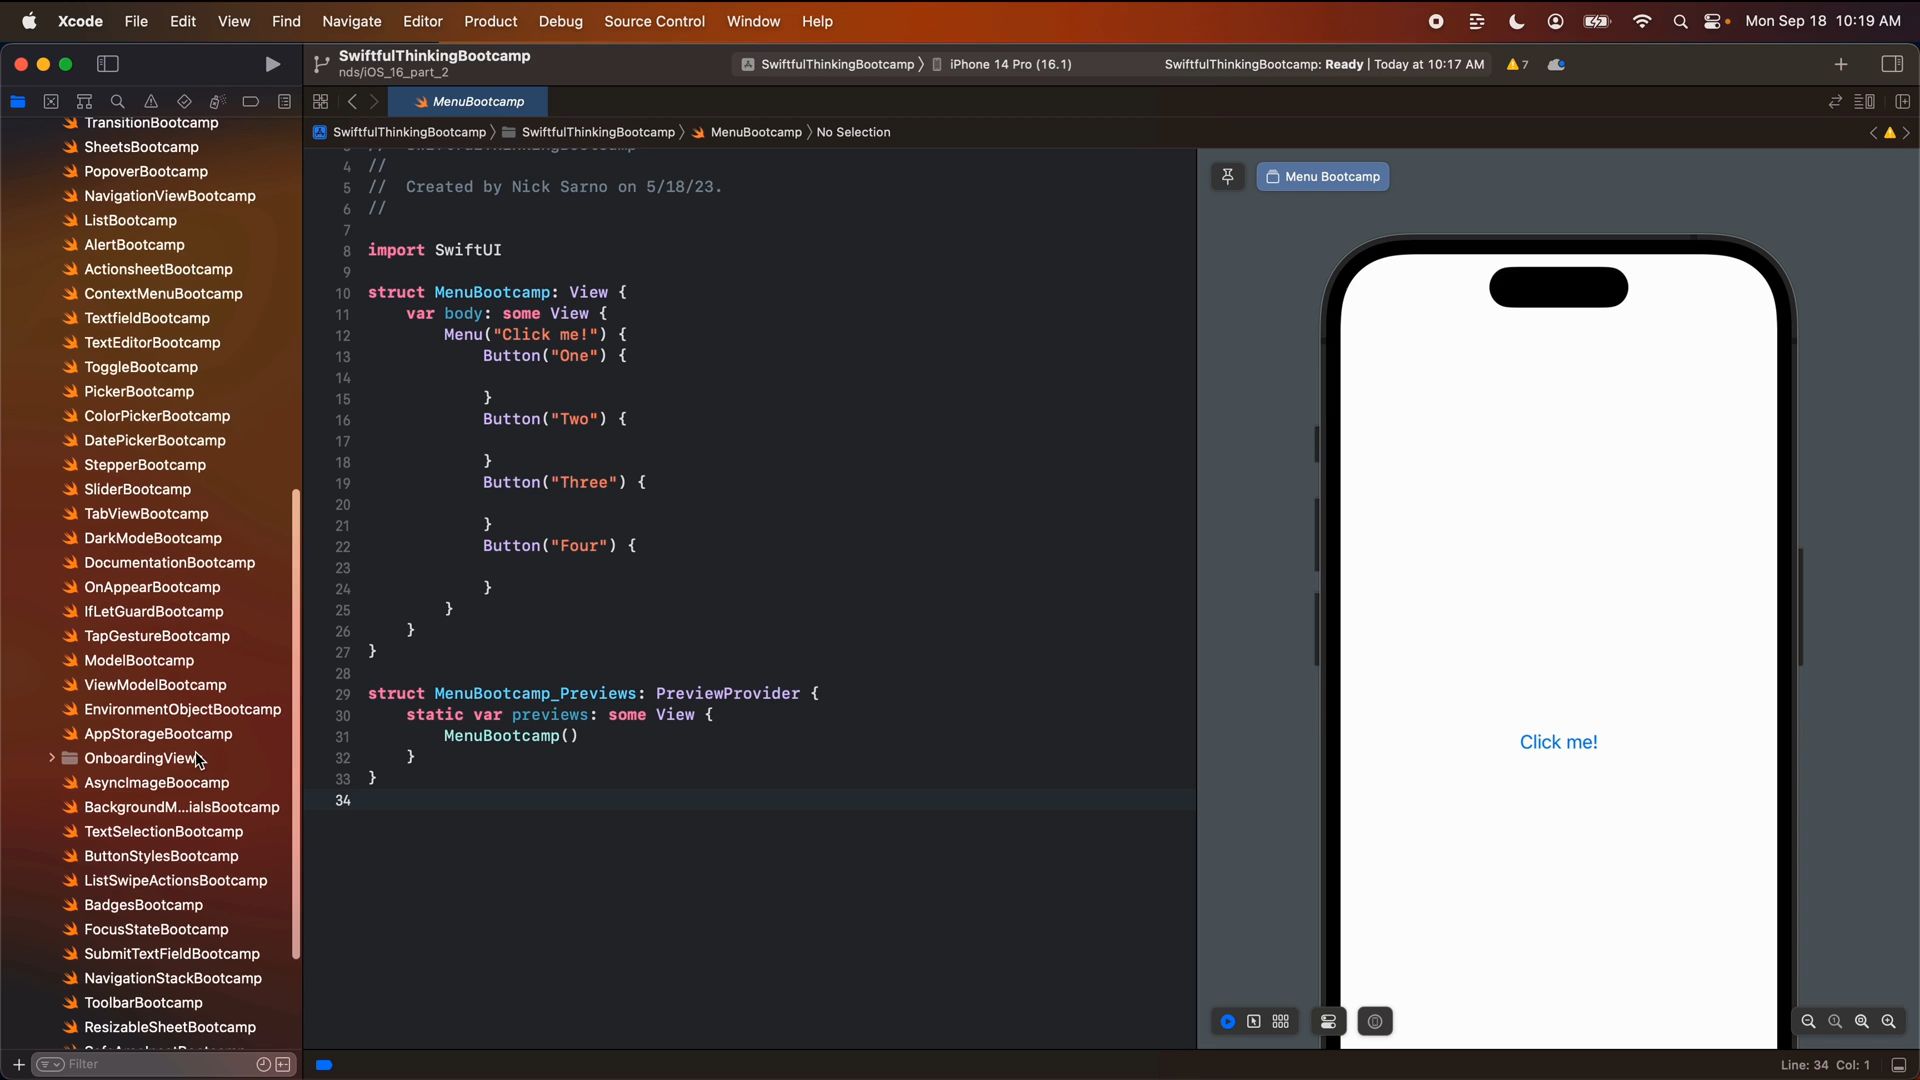 Xcode File Edit View Find Navigate Editor Product Debug Source Control Window Help Mon Sep 18 10:19 AM
SwiftfulThinkingBootcamp
nds/iOS_16_part_2
SwiftfulThinkingBootcamp iPhone 14 Pro (16.1) SwiftfulThinkingBootcamp: Ready | Today at 10:17 AM 7
MenuBootcamp
SwiftfulThinkingBootcamp SwiftfulThinkingBootcamp MenuBootcamp No Selection
TransitionBootcamp
SheetsBootcamp
PopoverBootcamp
NavigationViewBootcamp
ListBootcamp
AlertBootcamp
ActionsheetBootcamp
ContextMenuBootcamp
TextfieldBootcamp
TextEditorBootcamp
ToggleBootcamp
PickerBootcamp
ColorPickerBootcamp
DatePickerBootcamp
StepperBootcamp
SliderBootcamp
TabViewBootcamp
DarkModeBootcamp
DocumentationBootcamp
OnAppearBootcamp
IfLetGuardBootcamp
TapGestureBootcamp
ModelBootcamp
ViewModelBootcamp
EnvironmentObjectBootcamp
AppStorageBootcamp
OnboardingView
AsyncImageBoocamp
BackgroundM...ialsBootcamp
TextSelectionBootcamp
ButtonStylesBootcamp
ListSwipeActionsBootcamp
BadgesBootcamp
FocusStateBootcamp
SubmitTextFieldBootcamp
NavigationStackBootcamp
ToolbarBootcamp
ResizableSheetBootcamp
Filter
4 //
5 // Created by Nick Sarno on 5/18/23.
6 //
7
8 import SwiftUI
9
10 struct MenuBootcamp: View {
11 var body: some View {
12 Menu("Click me!") {
13 Button("One") {
14
15 }
16 Button("Two") {
17
18 }
19 Button("Three") {
20
21 }
22 Button("Four") {
23
24 }
25 }
26 }
27 }
28
29 struct MenuBootcamp_Previews: PreviewProvider {
30 static var previews: some View {
31 MenuBootcamp()
32 }
33 }
34
Menu Bootcamp
Click me!
Line: 34 Col: 1